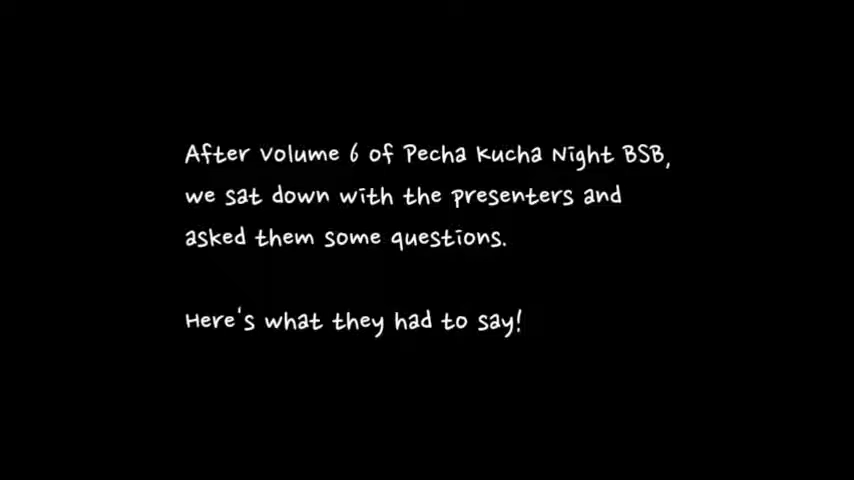 After Volume 6 of Pecha Kucha Night BSB,
we sat down with the presenters and
asked them some questions.
Here's what they had to say!